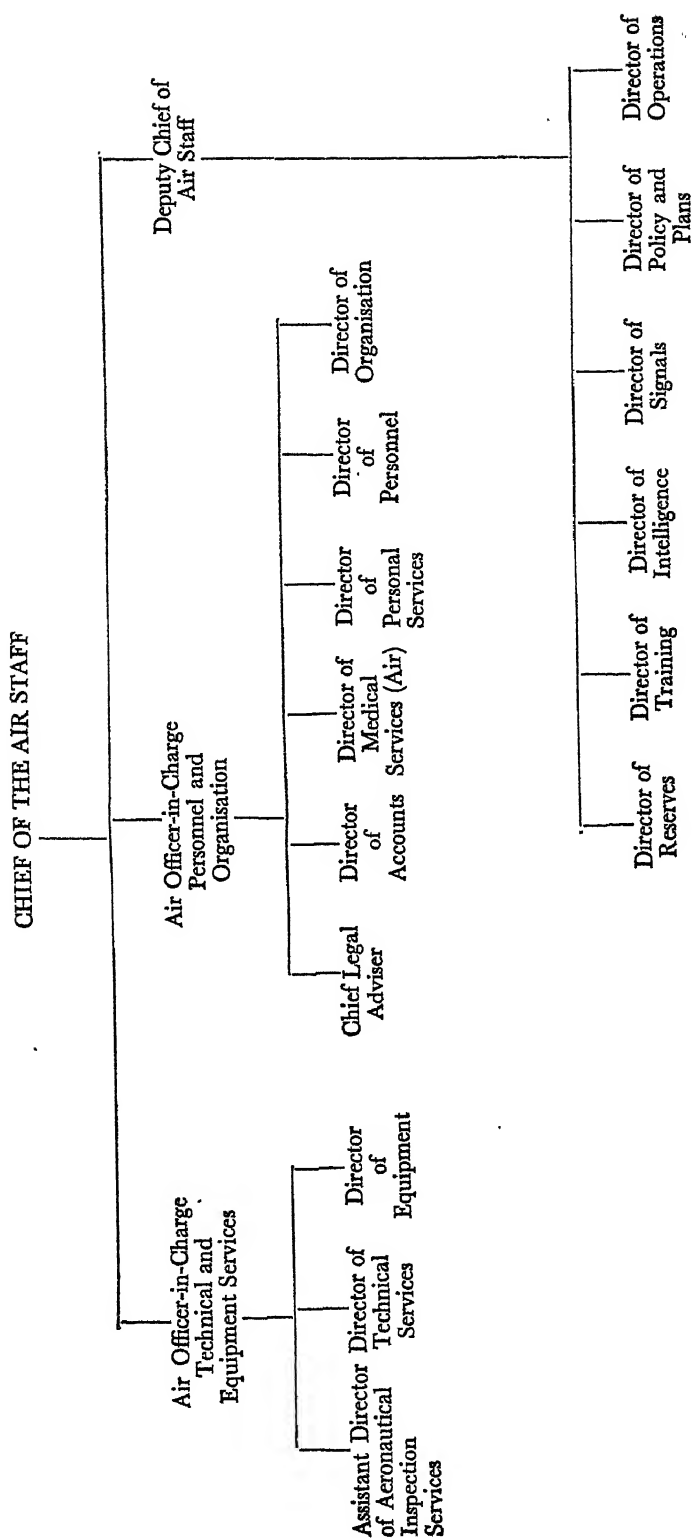 CHIEF OF THE AIR STAFF
Air Officer-in-Charge
Technical and
Equipment Services
Air Officer-in-Charge
Personnel and
Organisation
Deputy Chief of
Air Staff
Assistant Director
of Aeronautical
Inspection
Services
Director of
Technical
Services
Director
of
Equipment
Chief Legal
Adviser
Director
of
Accounts
Director of
Medical
Services (Air)
Director
of
Personal
Services
Director
of
Personnel
Director of
Organisation
Director of
Reserves
Director of
Training
Director of
Intelligence
Director of
Signals
Director of
Policy and
Plans
Director of
Operations